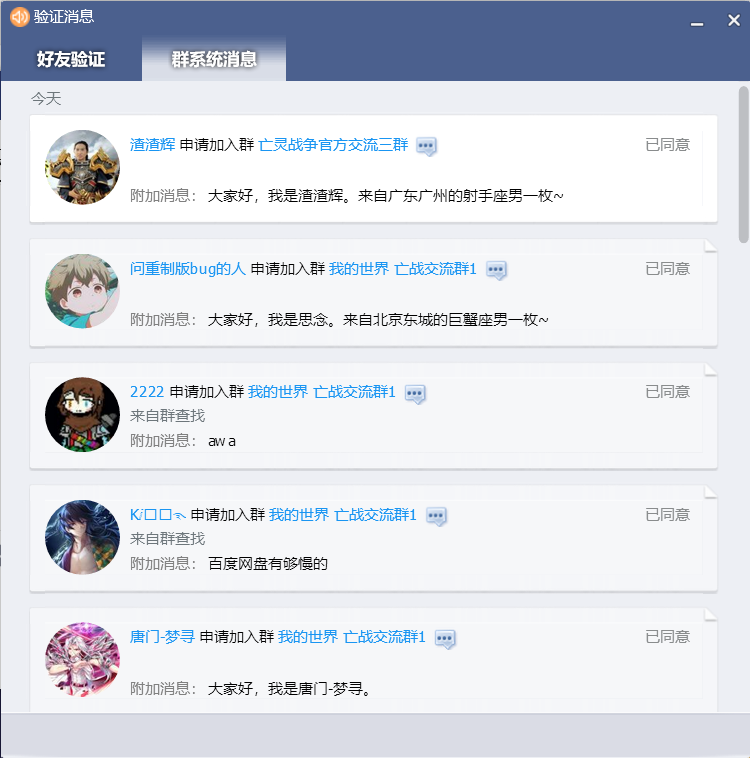 验证消息
好友验证 群系统消息
今天
渣渣辉 申请加入群 亡灵战争官方交流三群 已同意
附加消息： 大家好，我是渣渣辉。来自广东广州的射手座男一枚~
问重制版bug的人 申请加入群 我的世界 亡战交流群1 已同意
附加消息： 大家好，我是思念。来自北京东城的巨蟹座男一枚~
2222 申请加入群 我的世界 亡战交流群1 已同意
来自群查找
附加消息： awa
Ki 申请加入群 我的世界 亡战交流群1 已同意
来自群查找
附加消息： 百度网盘有够慢的
唐门-梦寻 申请加入群 我的世界 亡战交流群1 已同意
附加消息： 大家好，我是唐门-梦寻。